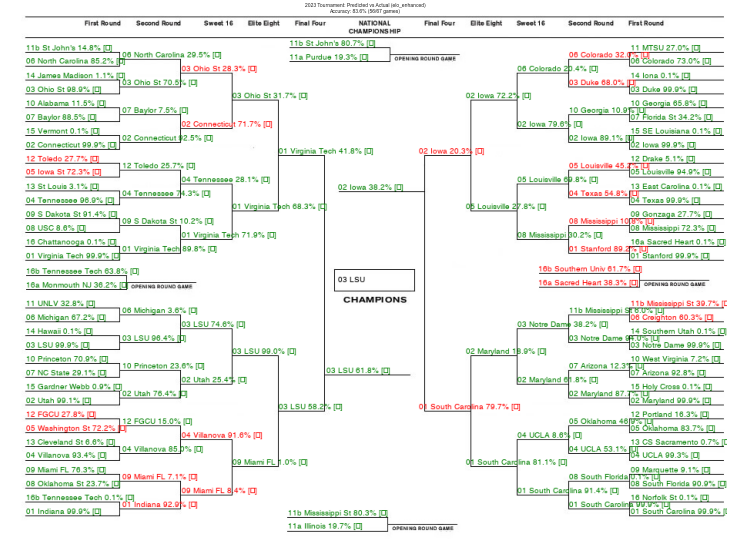 2023 Tournament: Predicted vs Actual (elo_enhanced)
Accuracy: 83.6% (56/67 games)
First Round
Second Round
Sweet 16
Elite Eight
Final Four
NATIONAL
CHAMPIONSHIP
Final Four
Elite Eight
Sweet 16
Second Round
First Round
11b St John's 14.8%
06 North Carolina 85.2%
14 James Madison 1.1%
03 Ohio St 98.9%
10 Alabama 11.5%
07 Baylor 88.5%
15 Vermont 0.1%
02 Connecticut 99.9%
12 Toledo 27.7%
05 Iowa St 72.3%
13 St Louis 3.1%
04 Tennessee 96.9%
09 S Dakota St 91.4%
08 USC 8.6%
16 Chattanooga 0.1%
01 Virginia Tech 99.9%
16b Tennessee Tech 63.8%
16a Monmouth NJ 36.2%
OPENING ROUND GAME
11 UNLV 32.8%
06 Michigan 67.2%
14 Hawaii 0.1%
03 LSU 99.9%
10 Princeton 70.9%
07 NC State 29.1%
15 Gardner Webb 0.9%
02 Utah 99.1%
12 FGCU 27.8%
05 Washington St 72.2%
13 Cleveland St 6.6%
04 Villanova 93.4%
09 Miami FL 76.3%
08 Oklahoma St 23.7%
16b Tennessee Tech 0.1%
01 Indiana 99.9%
06 North Carolina 29.5%
03 Ohio St 70.5%
07 Baylor 7.5%
02 Connecticut 92.5%
12 Toledo 25.7%
04 Tennessee 74.3%
09 S Dakota St 10.2%
01 Virginia Tech 89.8%
06 Michigan 3.6%
03 LSU 96.4%
10 Princeton 23.6%
02 Utah 76.4%
12 FGCU 15.0%
04 Villanova 85.0%
09 Miami FL 7.1%
01 Indiana 92.9%
03 Ohio St 28.3%
02 Connecticut 71.7%
04 Tennessee 28.1%
01 Virginia Tech 71.9%
03 LSU 74.6%
02 Utah 25.4%
04 Villanova 91.6%
09 Miami FL 8.4%
03 Ohio St 31.7%
01 Virginia Tech 68.3%
03 LSU 99.0%
09 Miami FL 1.0%
01 Virginia Tech 41.8%
03 LSU 58.2%
11b St John's 80.7%
11a Purdue 19.3%
OPENING ROUND GAME
02 Iowa 38.2%
03 LSU
CHAMPIONS
03 LSU 61.8%
11b Mississippi St 80.3%
11a Illinois 19.7%
OPENING ROUND GAME
02 Iowa 20.3%
01 South Carolina 79.7%
02 Iowa 72.2%
05 Louisville 27.8%
02 Maryland 18.9%
01 South Carolina 81.1%
06 Colorado 20.4%
02 Iowa 79.6%
05 Louisville 69.8%
08 Mississippi 30.2%
03 Notre Dame 38.2%
02 Maryland 61.8%
04 UCLA 8.6%
01 South Carolina 91.4%
06 Colorado 32.0%
03 Duke 68.0%
10 Georgia 10.9%
02 Iowa 89.1%
05 Louisville 45.2%
04 Texas 54.8%
08 Mississippi 10.8%
01 Stanford 89.2%
16b Southern Univ 61.7%
16a Sacred Heart 38.3%
OPENING ROUND GAME
11b Mississippi St 6.0%
03 Notre Dame 94.0%
07 Arizona 12.3%
02 Maryland 87.7%
05 Oklahoma 46.9%
04 UCLA 53.1%
08 South Florida 0.1%
01 South Carolina 99.9%
11 MTSU 27.0%
06 Colorado 73.0%
14 Iona 0.1%
03 Duke 99.9%
10 Georgia 65.8%
07 Florida St 34.2%
15 SE Louisiana 0.1%
02 Iowa 99.9%
12 Drake 5.1%
05 Louisville 94.9%
13 East Carolina 0.1%
04 Texas 99.9%
09 Gonzaga 27.7%
08 Mississippi 72.3%
16a Sacred Heart 0.1%
01 Stanford 99.9%
11b Mississippi St 39.7%
06 Creighton 60.3%
14 Southern Utah 0.1%
03 Notre Dame 99.9%
10 West Virginia 7.2%
07 Arizona 92.8%
15 Holy Cross 0.1%
02 Maryland 99.9%
12 Portland 16.3%
05 Oklahoma 83.7%
13 CS Sacramento 0.7%
04 UCLA 99.3%
09 Marquette 9.1%
08 South Florida 90.9%
16 Norfolk St 0.1%
01 South Carolina 99.9%